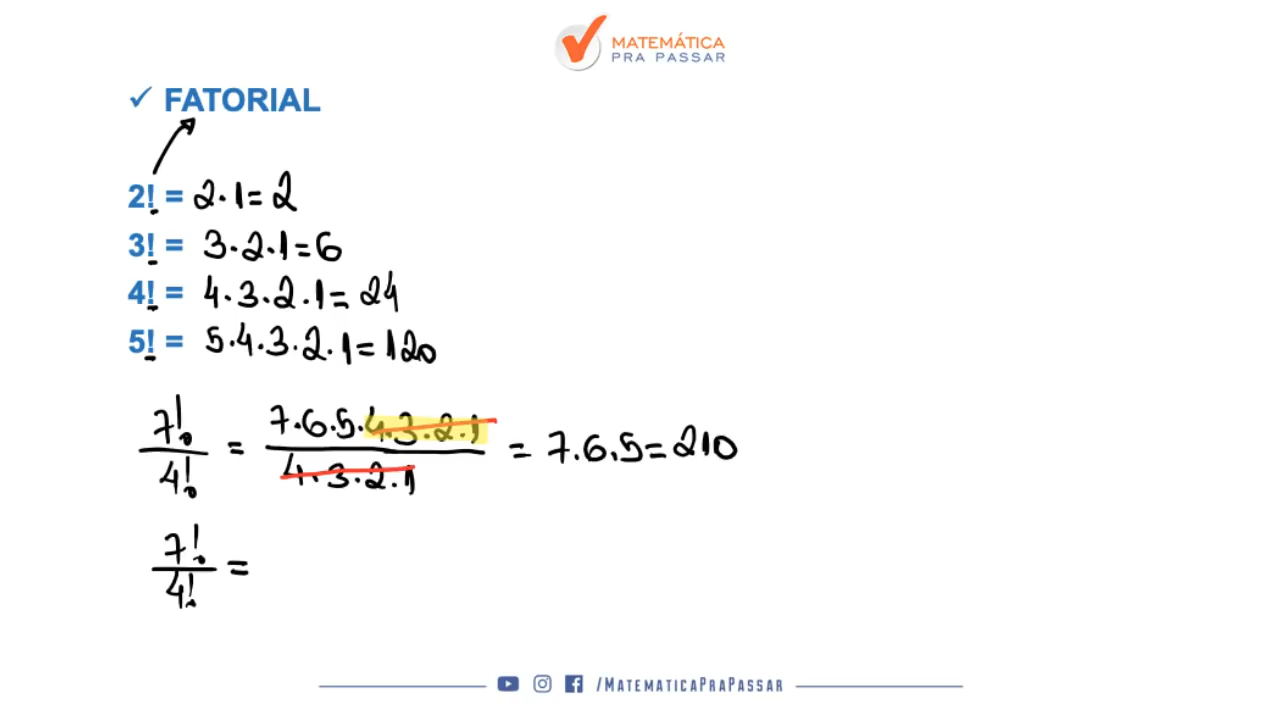 MATEMÁTICA
PRA PASSAR
✓ FATORIAL
2! = 2·1=2
3! = 3·2·1=6
4! = 4·3·2·1=24
5! = 5·4·3·2·1=120
7!/4! = 7·6·5·4·3·2·1/4·3·2·1 = 7·6·5=210
7!/4! =
/MATEMATICAPRAPASSAR